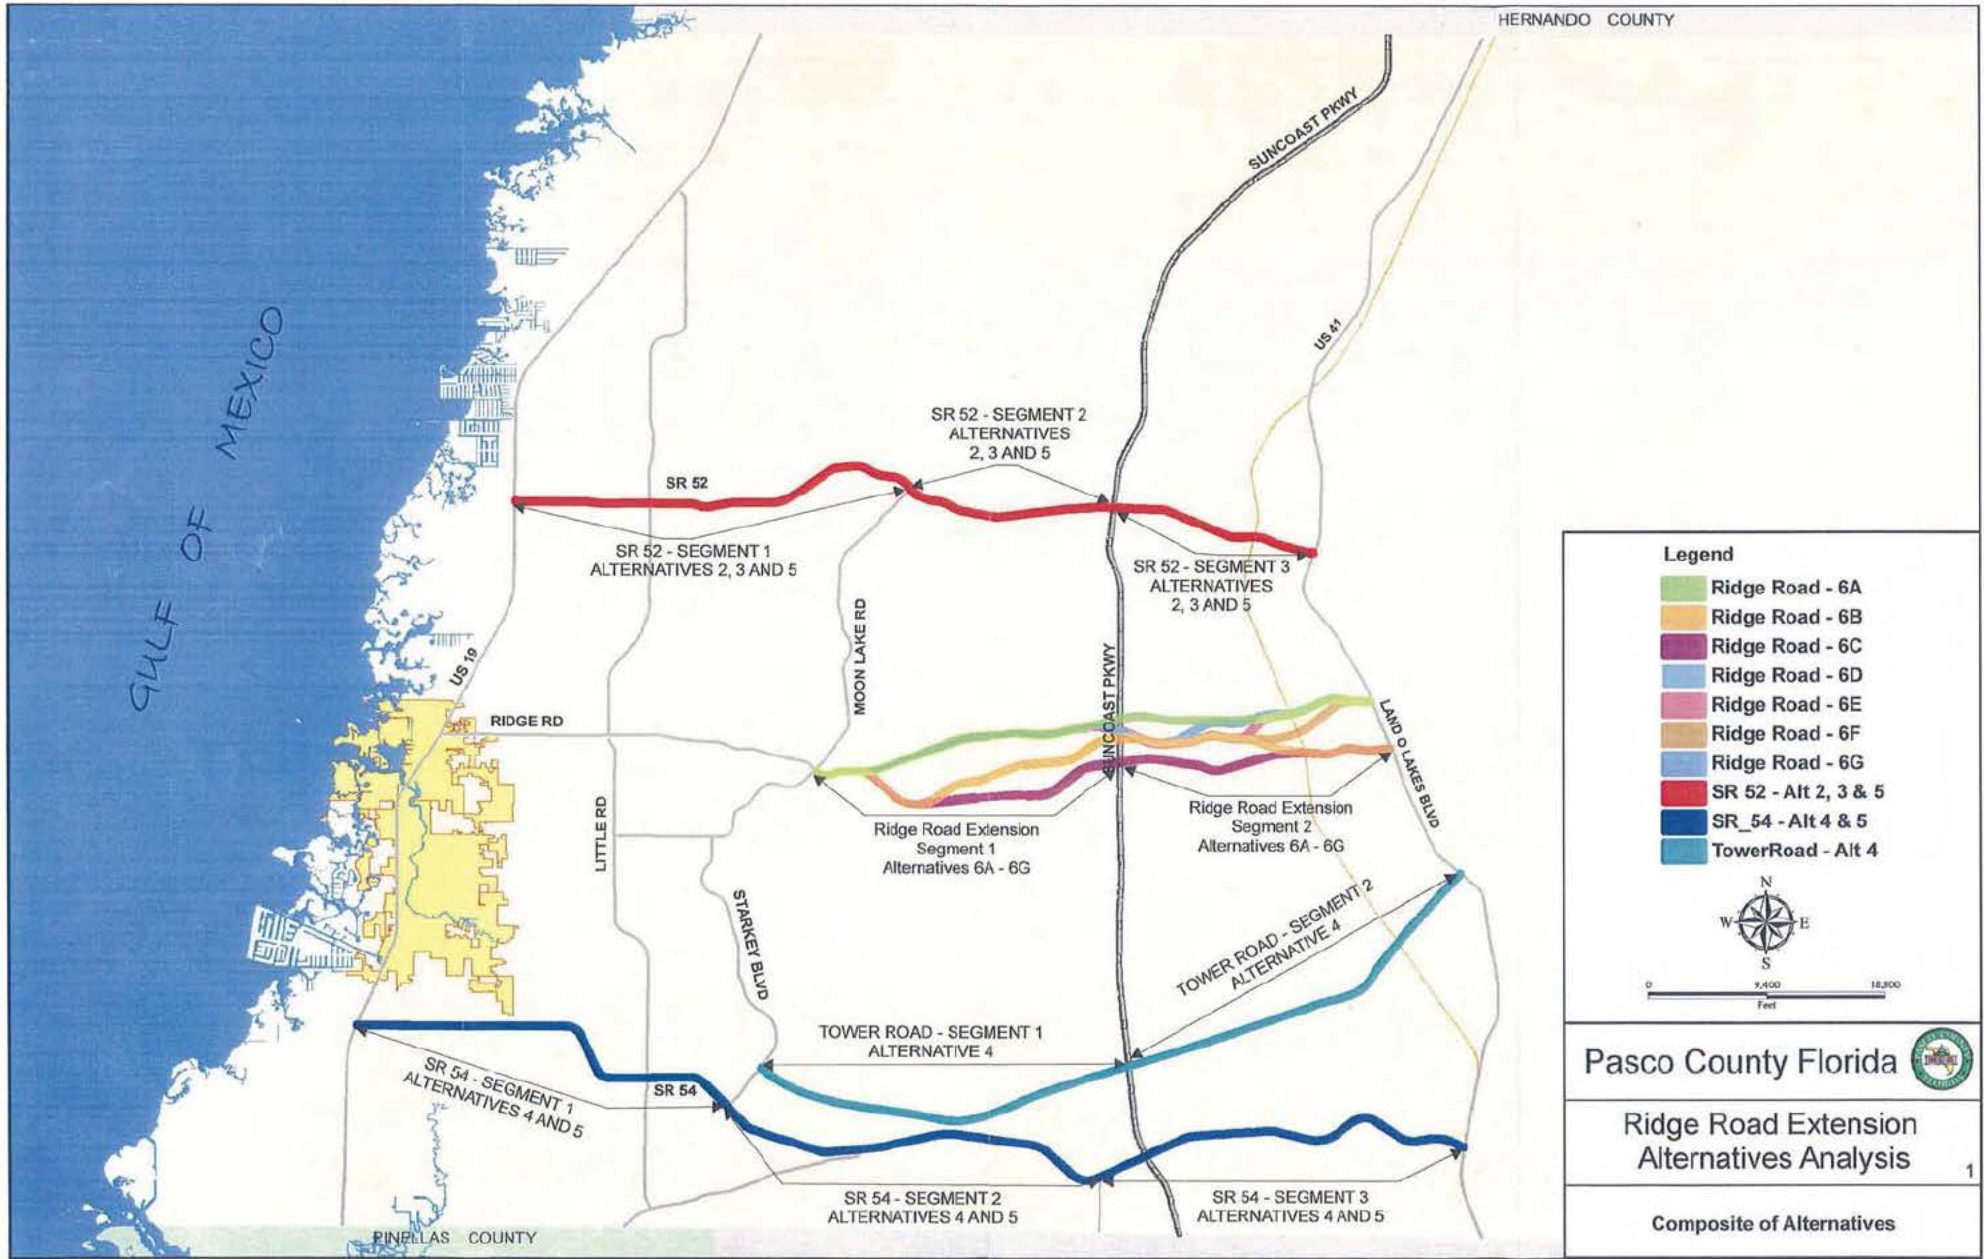 HERNANDO COUNTY
SUNCOAST PKWY
US 41
GULF OF MEXICO
SR 52 - SEGMENT 2
ALTERNATIVES
2, 3 AND 5
SR 52
SR 52 - SEGMENT 1
ALTERNATIVES 2, 3 AND 5
SR 52 - SEGMENT 3
ALTERNATIVES
2, 3 AND 5
MOON LAKE RD
SUNCOAST PKWY
US 19
RIDGE RD
LAND O LAKES BLVD
LITTLE RD
Ridge Road Extension
Segment 1
Alternatives 6A - 6G
Ridge Road Extension
Segment 2
Alternatives 6A - 6G
STARKEY BLVD
TOWER ROAD - SEGMENT 2
ALTERNATIVE 4
TOWER ROAD - SEGMENT 1
ALTERNATIVE 4
SR 54 - SEGMENT 1
ALTERNATIVES 4 AND 5
SR 54
SR 54 - SEGMENT 2
ALTERNATIVES 4 AND 5
SR 54 - SEGMENT 3
ALTERNATIVES 4 AND 5
PINELLAS COUNTY
Legend
Ridge Road - 6A
Ridge Road - 6B
Ridge Road - 6C
Ridge Road - 6D
Ridge Road - 6E
Ridge Road - 6F
Ridge Road - 6G
SR 52 - Alt 2, 3 & 5
SR_54 - Alt 4 & 5
TowerRoad - Alt 4
N
W E
S
0 9,400 18,800
Feet
Pasco County Florida
Ridge Road Extension
Alternatives Analysis
1
Composite of Alternatives